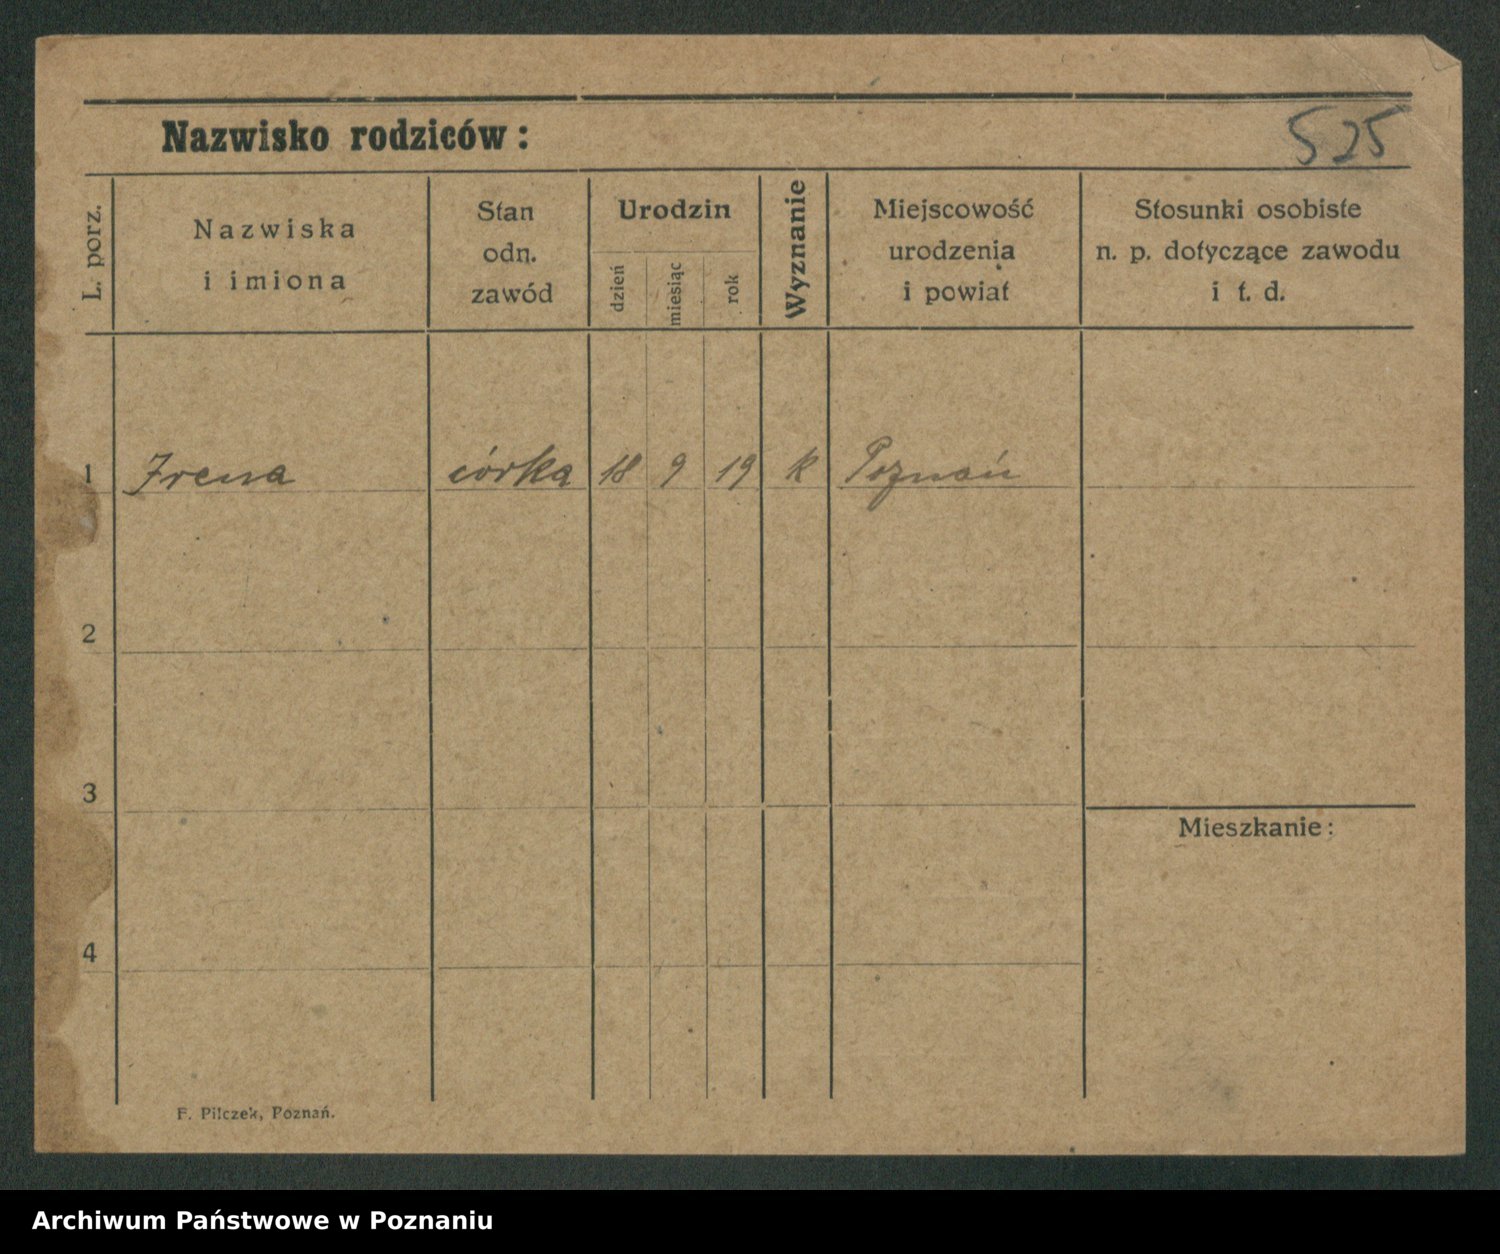 Nazwisko rodziców:
525
L. porz.
Nazwiska
i imiona
Stan
odn.
zawód
Urodzin
dzień
miesiąc
rok
Wyznanie
Miejscowość
urodzenia
i powiat
Stosunki osobiste
n. p. dotyczące zawodu
i t. d.
1 Irena córka 18 9 19 k Poznań
2
3
Mieszkanie:
4
F. Pilczek, Poznań.
Archiwum Państwowe w Poznaniu